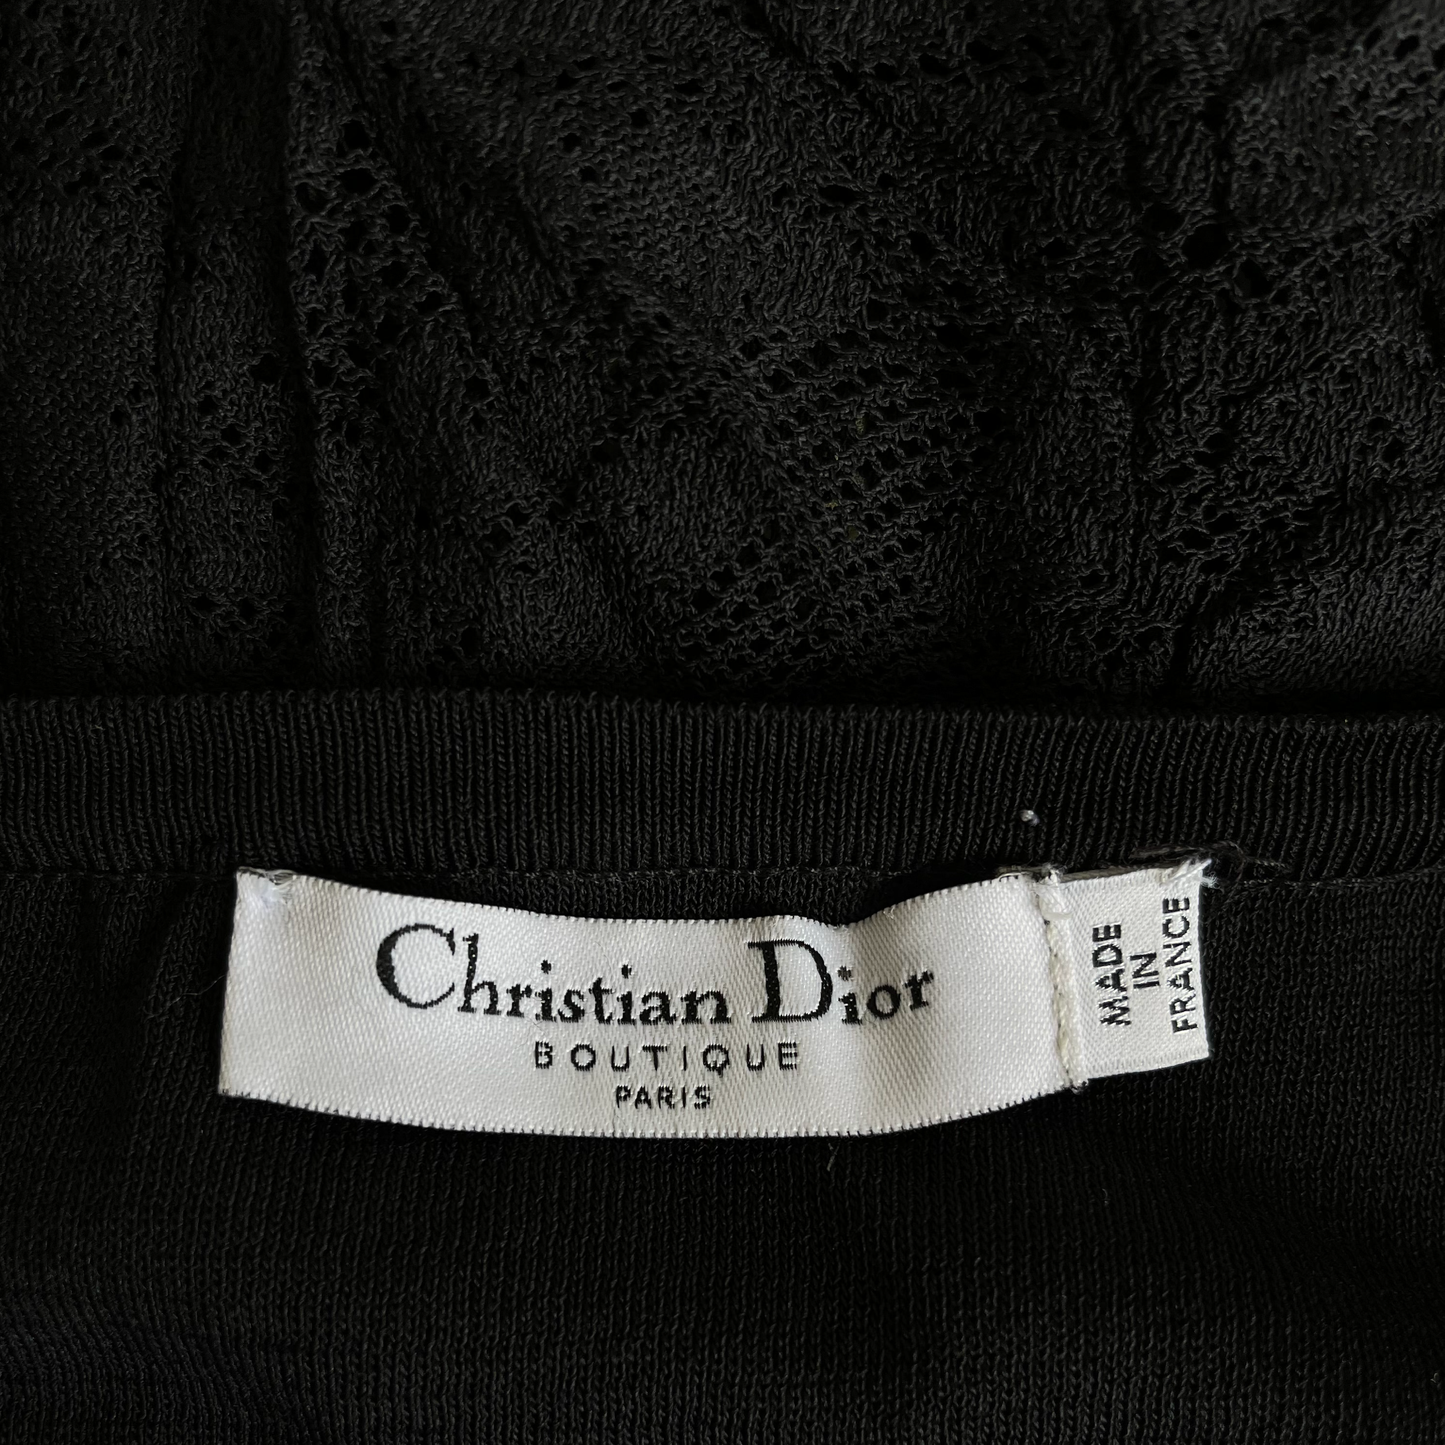 Christian Dior
BOUTIQUE
PARIS
MADE
IN
FRANCE